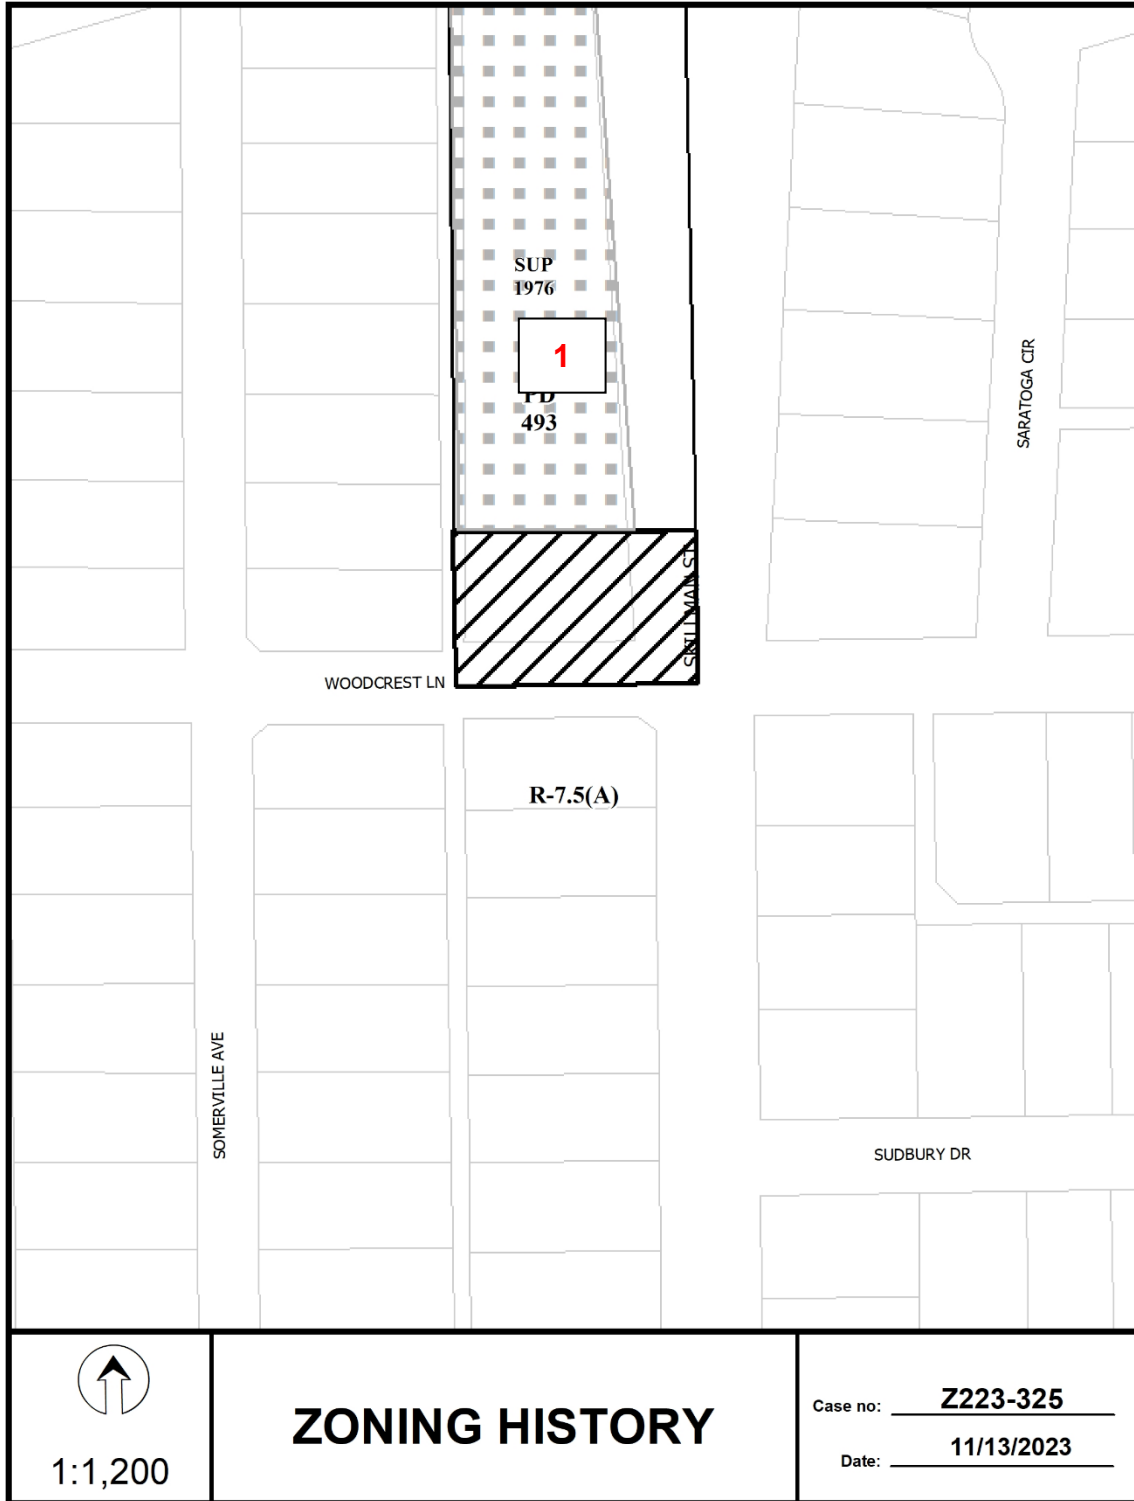 SUP
1976
1
PD
493
SARATOGA CIR
SKILLMAN ST
WOODCREST LN
R-7.5(A)
SOMERVILLE AVE
SUDBURY DR
1:1,200
ZONING HISTORY
Case no: Z223-325
Date: 11/13/2023